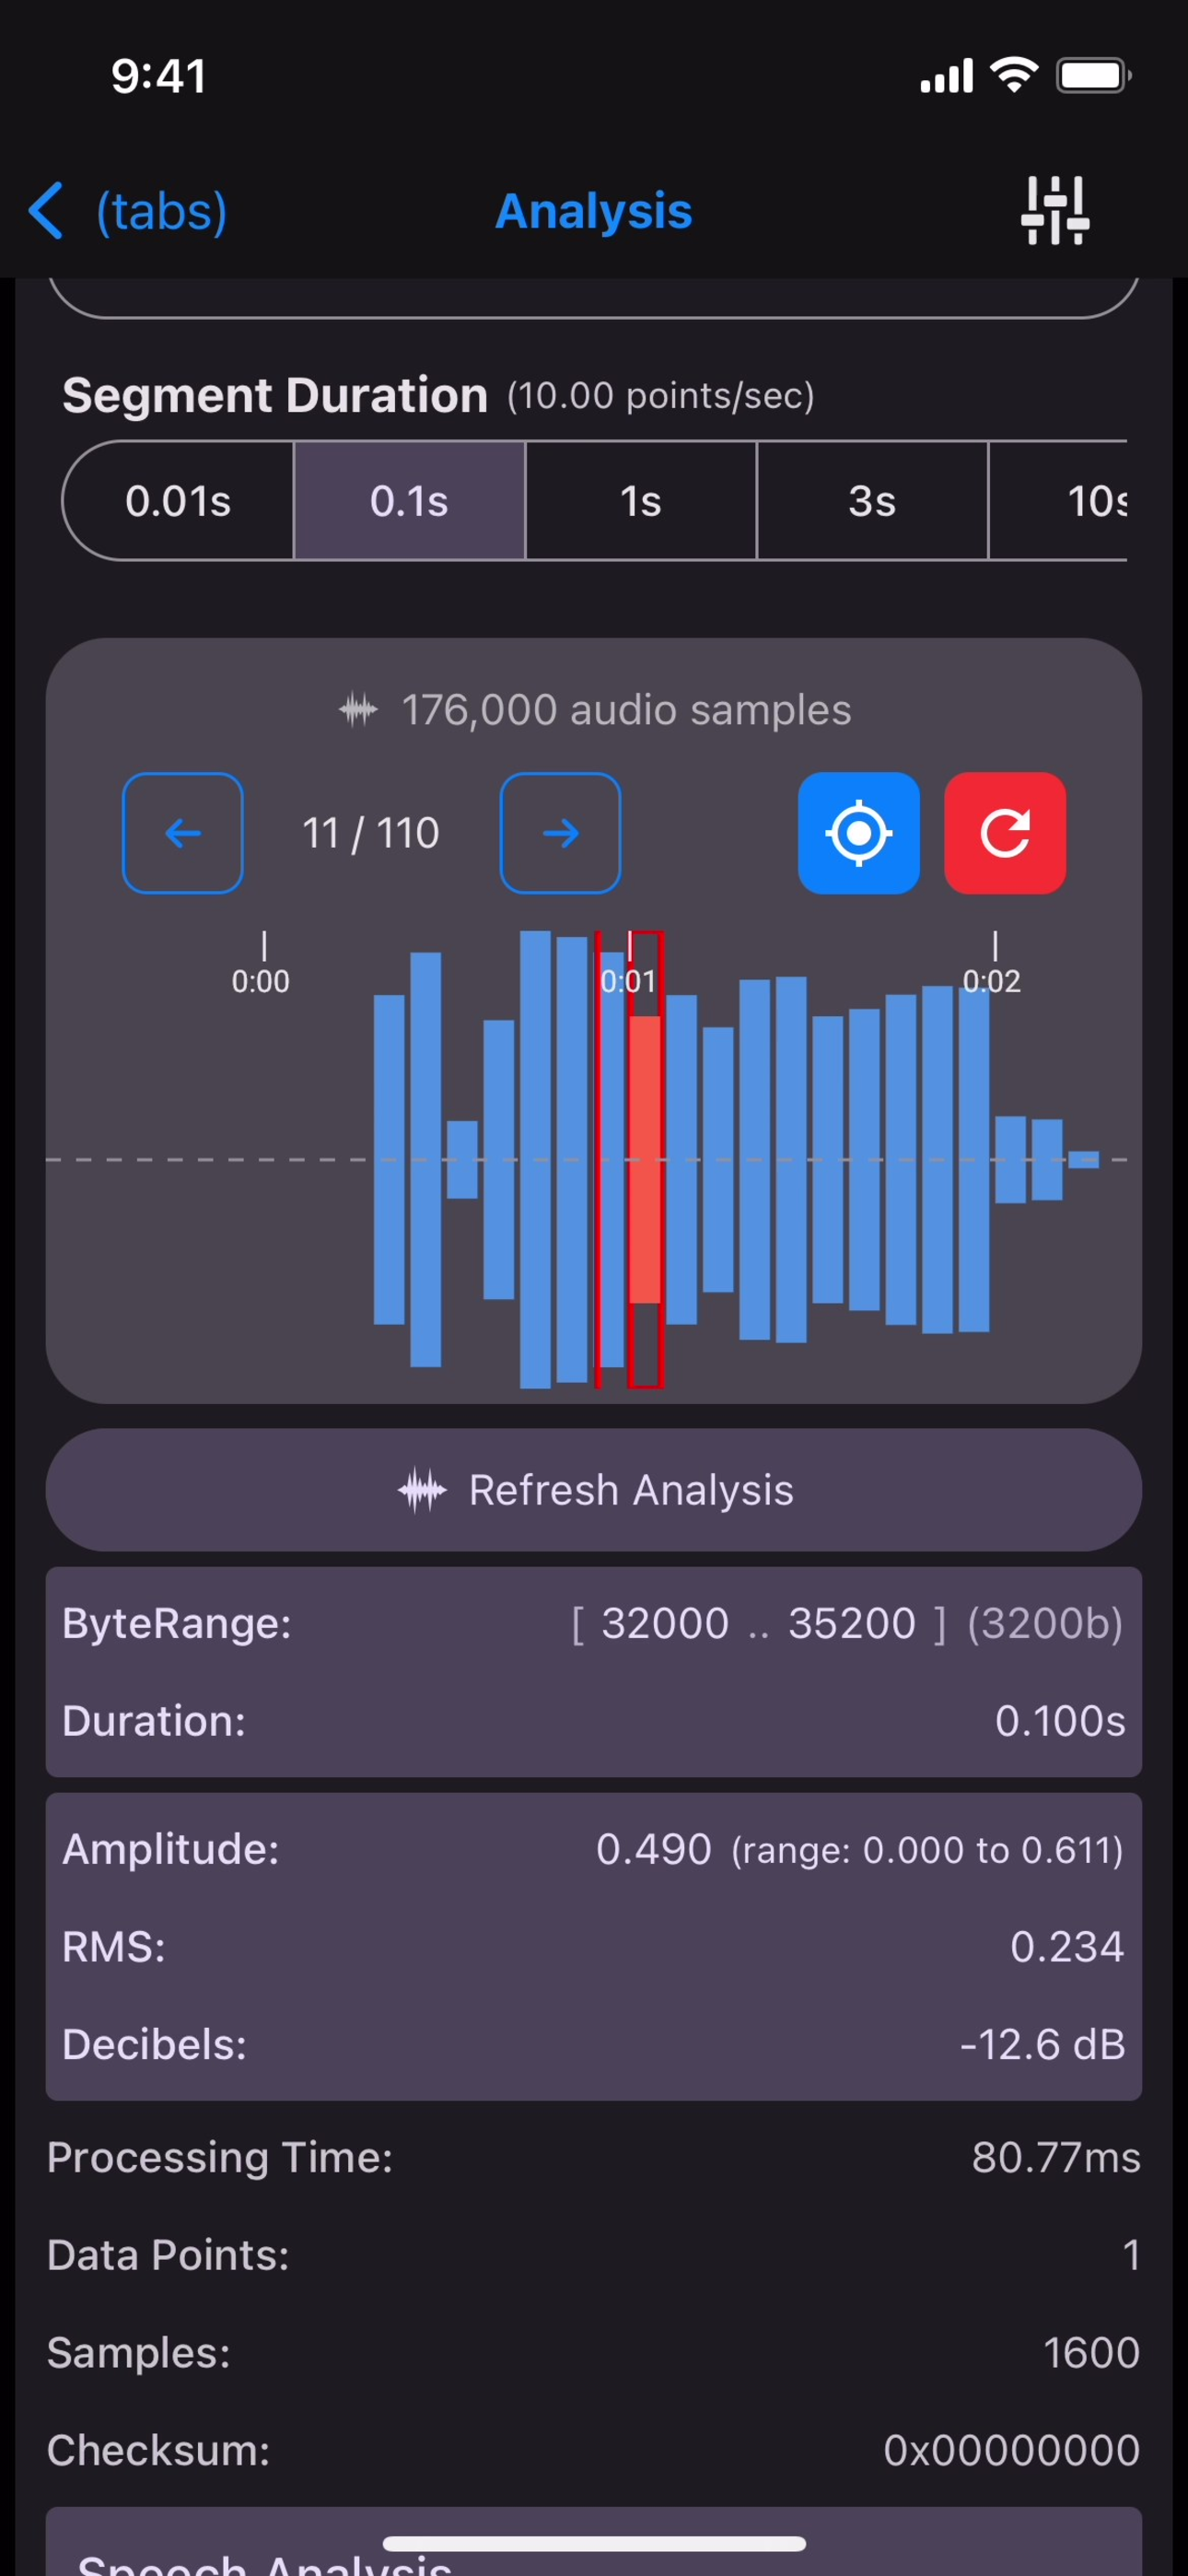 9:41
(tabs) Analysis
Segment Duration (10.00 points/sec)
0.01s 0.1s 1s 3s 10s
176,000 audio samples
11 / 110
0:00 0:01 0:02
Refresh Analysis
ByteRange: [ 32000 .. 35200 ] (3200b)
Duration: 0.100s
Amplitude: 0.490 (range: 0.000 to 0.611)
RMS: 0.234
Decibels: -12.6 dB
Processing Time: 80.77ms
Data Points: 1
Samples: 1600
Checksum: 0x00000000
Speech Analysis